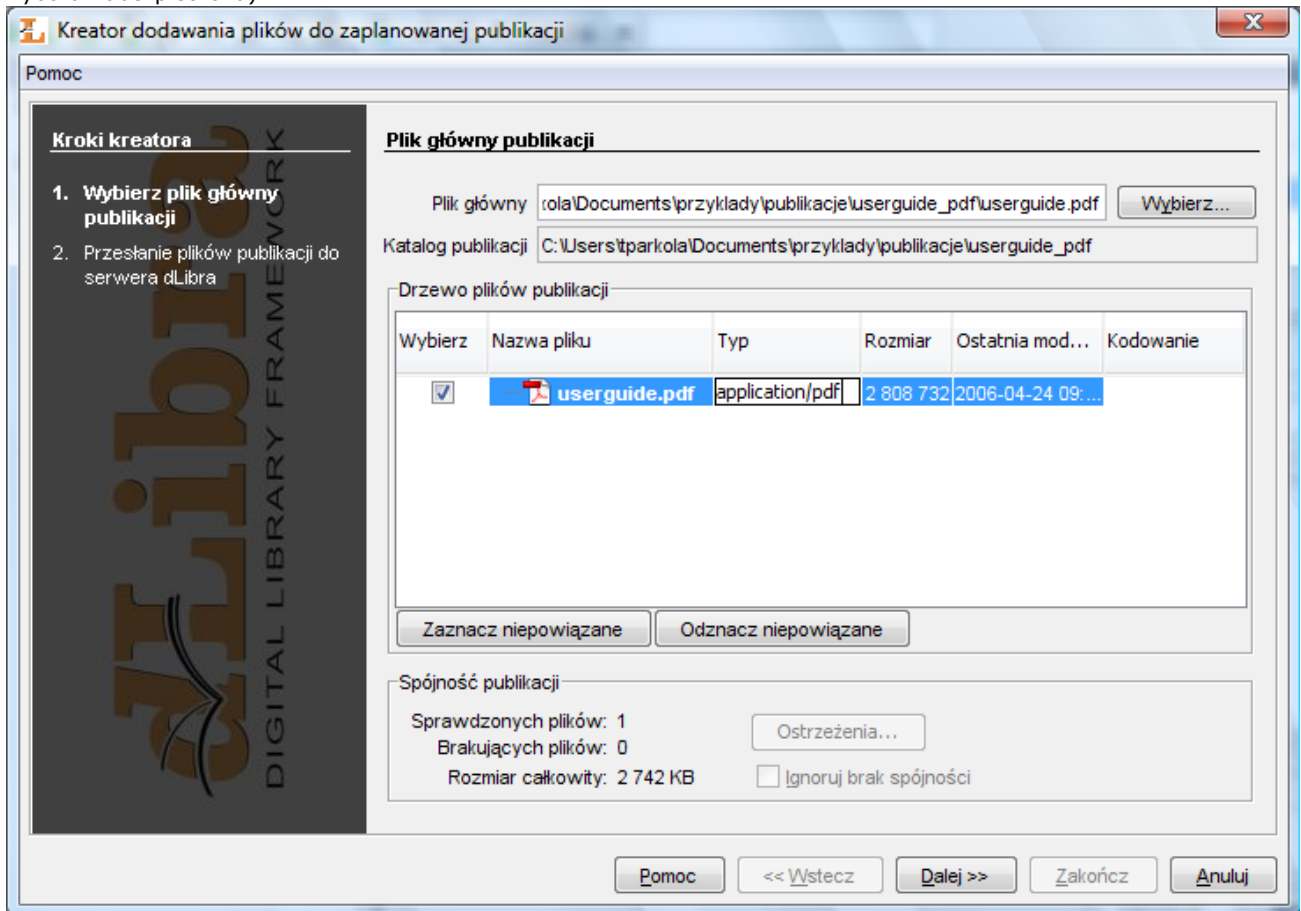 Kreator dodawania plików do zaplanowanej publikacji
Pomoc
Kroki kreatora
1. Wybierz plik główny
publikacji
2. Przesłanie plików publikacji do
serwera dLibra
dLibra
DIGITAL LIBRARY FRAMEWORK
Plik główny publikacji
Plik główny :ola\Documents\przyklady\publikacje\userguide_pdf\userguide.pdf Wybierz...
Katalog publikacji C:\Users\tparkola\Documents\przyklady\publikacje\userguide_pdf
Drzewo plików publikacji
Wybierz Nazwa pliku Typ Rozmiar Ostatnia mod... Kodowanie
userguide.pdf application/pdf 2 808 732 2006-04-24 09:...
Zaznacz niepowiązane Odznacz niepowiązane
Spójność publikacji
Sprawdzonych plików: 1 Ostrzeżenia...
Brakujących plików: 0
Rozmiar całkowity: 2 742 KB Ignoruj brak spójności
Pomoc << Wstecz Dalej >> Zakończ Anuluj